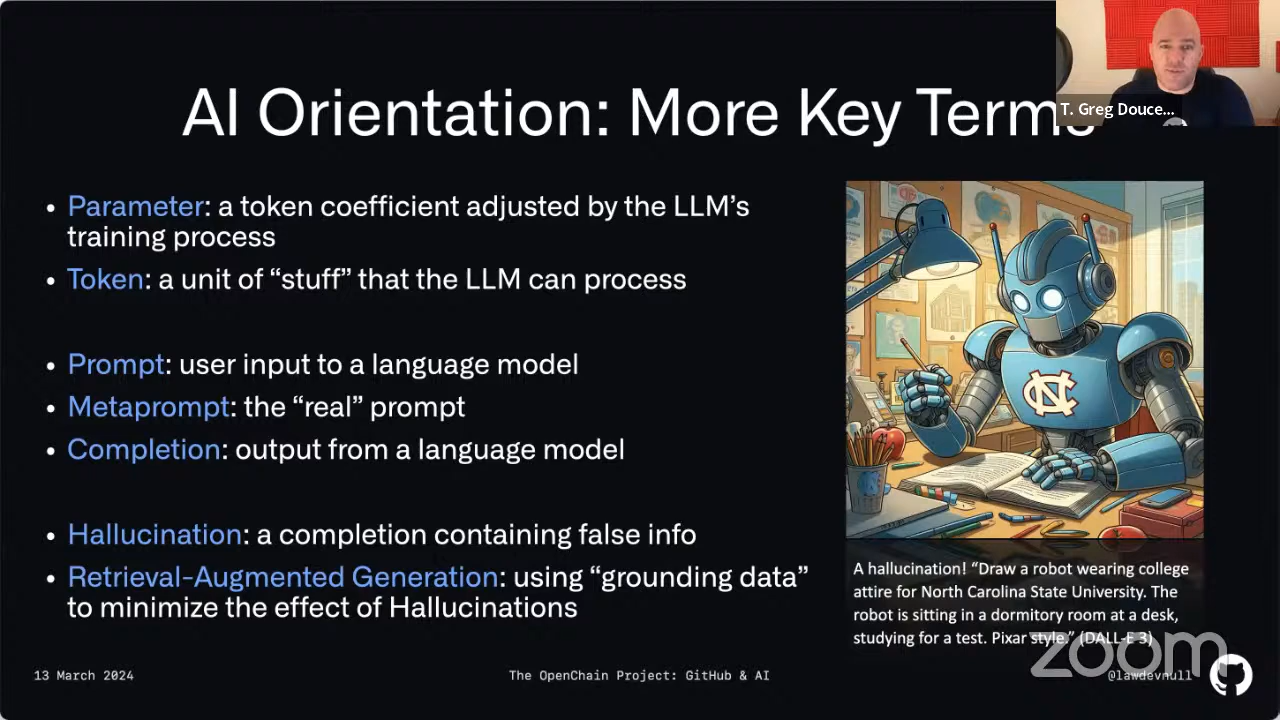 AI Orientation: More Key Terms
T. Greg Douce...
• Parameter: a token coefficient adjusted by the LLM’s
training process
• Token: a unit of “stuff” that the LLM can process
• Prompt: user input to a language model
• Metaprompt: the “real” prompt
• Completion: output from a language model
• Hallucination: a completion containing false info
• Retrieval-Augmented Generation: using “grounding data”
to minimize the effect of Hallucinations
NC
A hallucination! “Draw a robot wearing college
attire for North Carolina State University. The
robot is sitting in a dormitory room at a desk,
studying for a test. Pixar style.” (DALL-E 3)
zoom
13 March 2024
The OpenChain Project: GitHub & AI
@lawdevnull